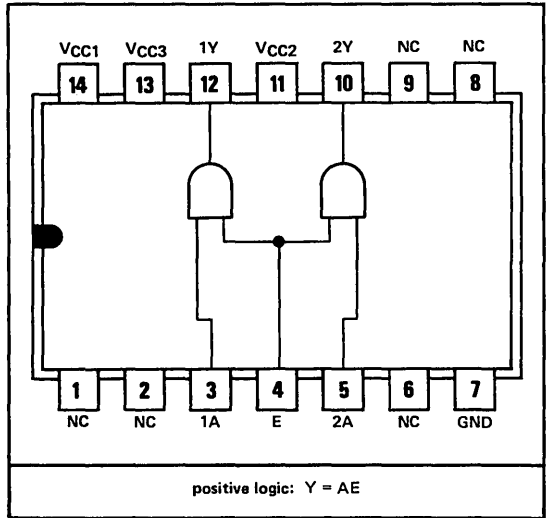 VCC1 VCC3 1Y VCC2 2Y NC NC
14 13 12 11 10 9 8
1 2 3 4 5 6 7
NC NC 1A E 2A NC GND
positive logic: Y = AE